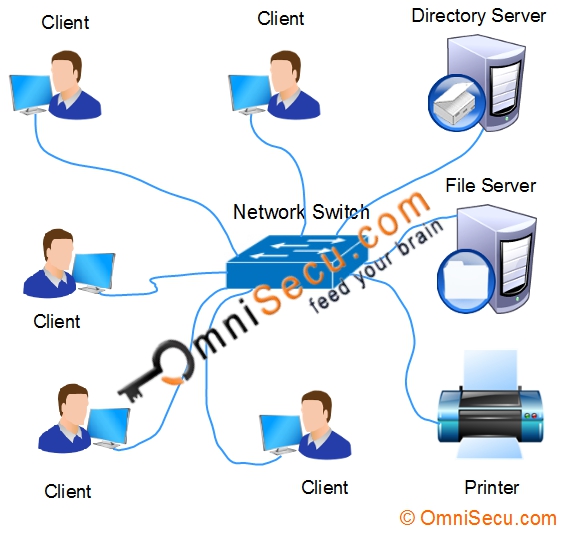 Client
Client
Directory Server
Network Switch
File Server
OmniSecu.com
feed your brain
Client
Client
Client
Printer
© OmniSecu.com